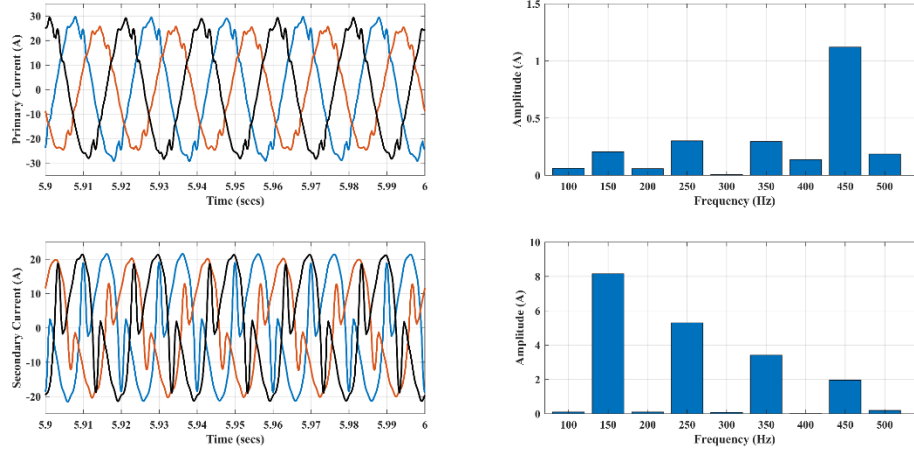 Primary Current (A)
30
20
10
0
-10
-20
-30
5.9 5.91 5.92 5.93 5.94 5.95 5.96 5.97 5.98 5.99 6
Time (secs)
Amplitude (A)
1.5
1
0.5
0
100 150 200 250 300 350 400 450 500
Frequency (Hz)
Secondary Current (A)
20
10
0
-10
-20
5.9 5.91 5.92 5.93 5.94 5.95 5.96 5.97 5.98 5.99 6
Time (secs)
Amplitude (A)
10
8
6
4
2
0
100 150 200 250 300 350 400 450 500
Frequency (Hz)